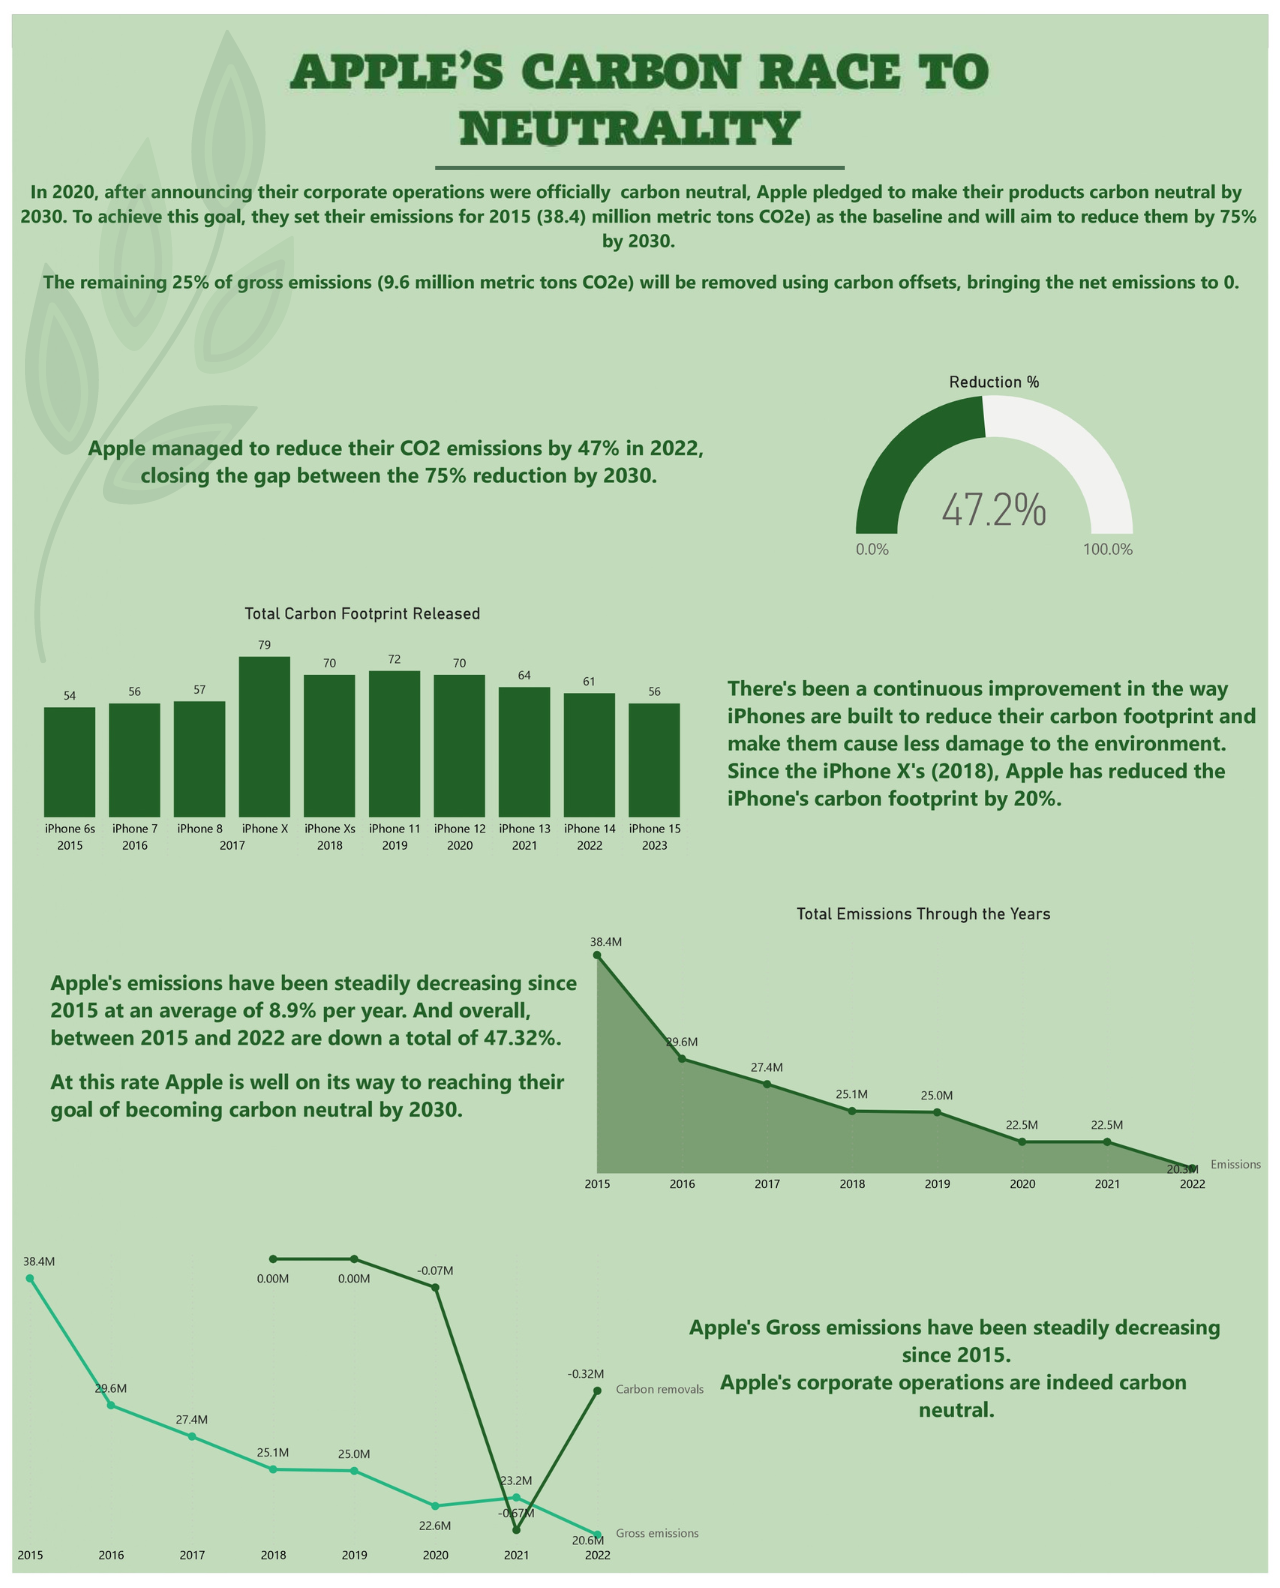 APPLE'S CARBON RACE TO
NEUTRALITY
In 2020, after announcing their corporate operations were officially carbon neutral, Apple pledged to make their products carbon neutral by
2030. To achieve this goal, they set their emissions for 2015 (38.4) million metric tons CO2e) as the baseline and will aim to reduce them by 75%
by 2030.
The remaining 25% of gross emissions (9.6 million metric tons CO2e) will be removed using carbon offsets, bringing the net emissions to 0.
Apple managed to reduce their CO2 emissions by 47% in 2022,
closing the gap between the 75% reduction by 2030.
Reduction %
47.2%
0.0% 100.0%
Total Carbon Footprint Released
54 56 57 79 70 72 70 64 61 56
iPhone 6s iPhone 7 iPhone 8 iPhone X iPhone Xs iPhone 11 iPhone 12 iPhone 13 iPhone 14 iPhone 15
2015 2016 2017 2018 2019 2020 2021 2022 2023
There's been a continuous improvement in the way
iPhones are built to reduce their carbon footprint and
make them cause less damage to the environment.
Since the iPhone X's (2018), Apple has reduced the
iPhone's carbon footprint by 20%.
Apple's emissions have been steadily decreasing since
2015 at an average of 8.9% per year. And overall,
between 2015 and 2022 are down a total of 47.32%.
At this rate Apple is well on its way to reaching their
goal of becoming carbon neutral by 2030.
Total Emissions Through the Years
38.4M 29.6M 27.4M 25.1M 25.0M 22.5M 22.5M 20.3M
Emissions
2015 2016 2017 2018 2019 2020 2021 2022
0.00M 0.00M -0.07M -0.67M -0.32M
Carbon removals
38.4M 29.6M 27.4M 25.1M 25.0M 22.6M 23.2M 20.6M
Gross emissions
2015 2016 2017 2018 2019 2020 2021 2022
Apple's Gross emissions have been steadily decreasing
since 2015.
Apple's corporate operations are indeed carbon
neutral.